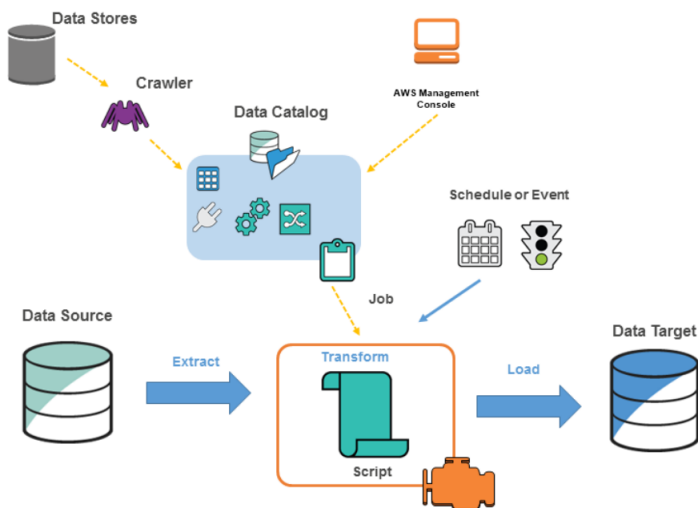 Data Stores
Crawler
Data Catalog
AWS Management
Console
Schedule or Event
Job
Data Source
Data Target
Extract
Transform
Load
Script